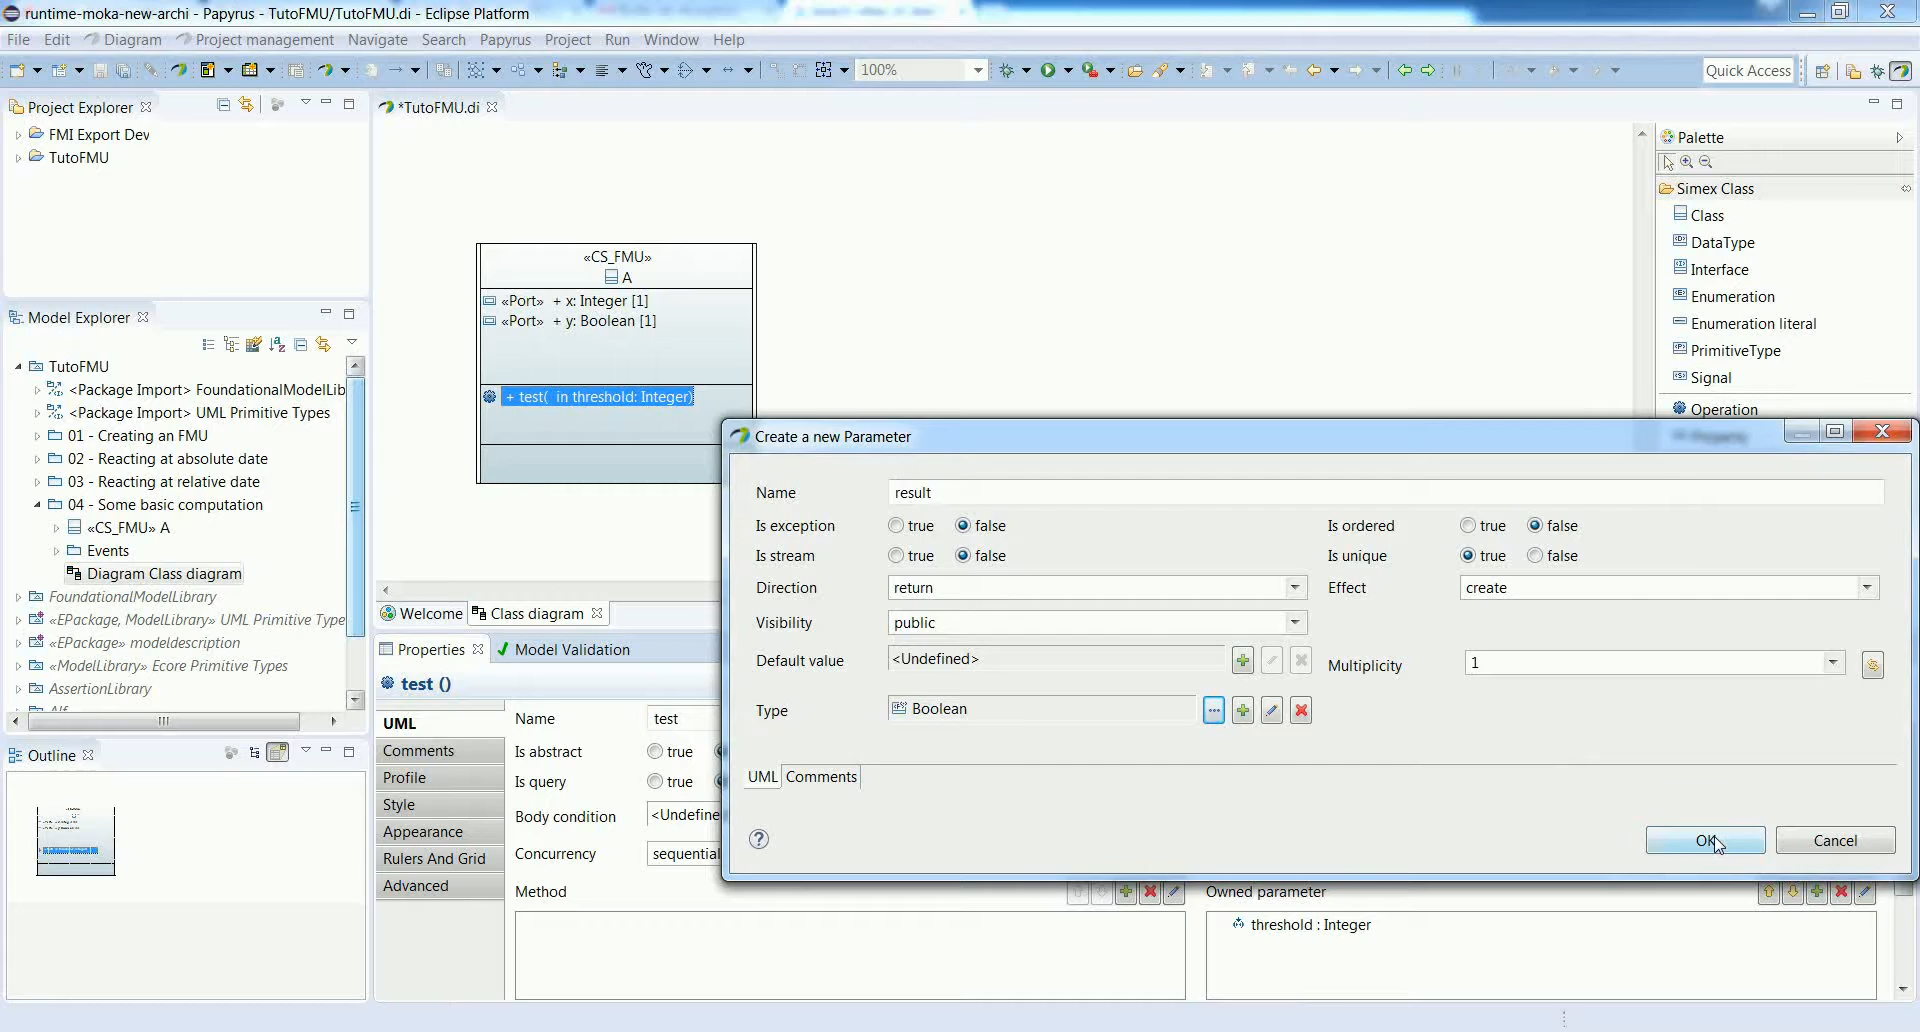 runtime-moka-new-archi - Papyrus - TutoFMU/TutoFMU.di - Eclipse Platform
File Edit Diagram Project management Navigate Search Papyrus Project Run Window Help
100%
Quick Access
Project Explorer
FMI Export Dev
TutoFMU
Model Explorer
TutoFMU
<Package Import> FoundationalModelLib
<Package Import> UML Primitive Types
01 - Creating an FMU
02 - Reacting at absolute date
03 - Reacting at relative date
04 - Some basic computation
«CS_FMU» A
Events
Diagram Class diagram
FoundationalModelLibrary
«EPackage, ModelLibrary» UML Primitive Type
«EPackage» modeldescription
«ModelLibrary» Ecore Primitive Types
AssertionLibrary
Alf
Outline
*TutoFMU.di
«CS_FMU»
A
«Port» + x: Integer [1]
«Port» + y: Boolean [1]
+ test( in threshold: Integer)
Palette
Simex Class
Class
DataType
Interface
Enumeration
Enumeration literal
PrimitiveType
Signal
Operation
Property
Welcome
Class diagram
Properties
Model Validation
test ()
UML
Comments
Profile
Style
Appearance
Rulers And Grid
Advanced
Name test
Is abstract true
Is query true
Body condition <Undefine
Concurrency sequential
Method
Owned parameter
threshold : Integer
Create a new Parameter
Name result
Is exception true false
Is ordered true false
Is stream true false
Is unique true false
Direction return
Effect create
Visibility public
Default value <Undefined>
Multiplicity 1
Type Boolean
UML Comments
OK
Cancel